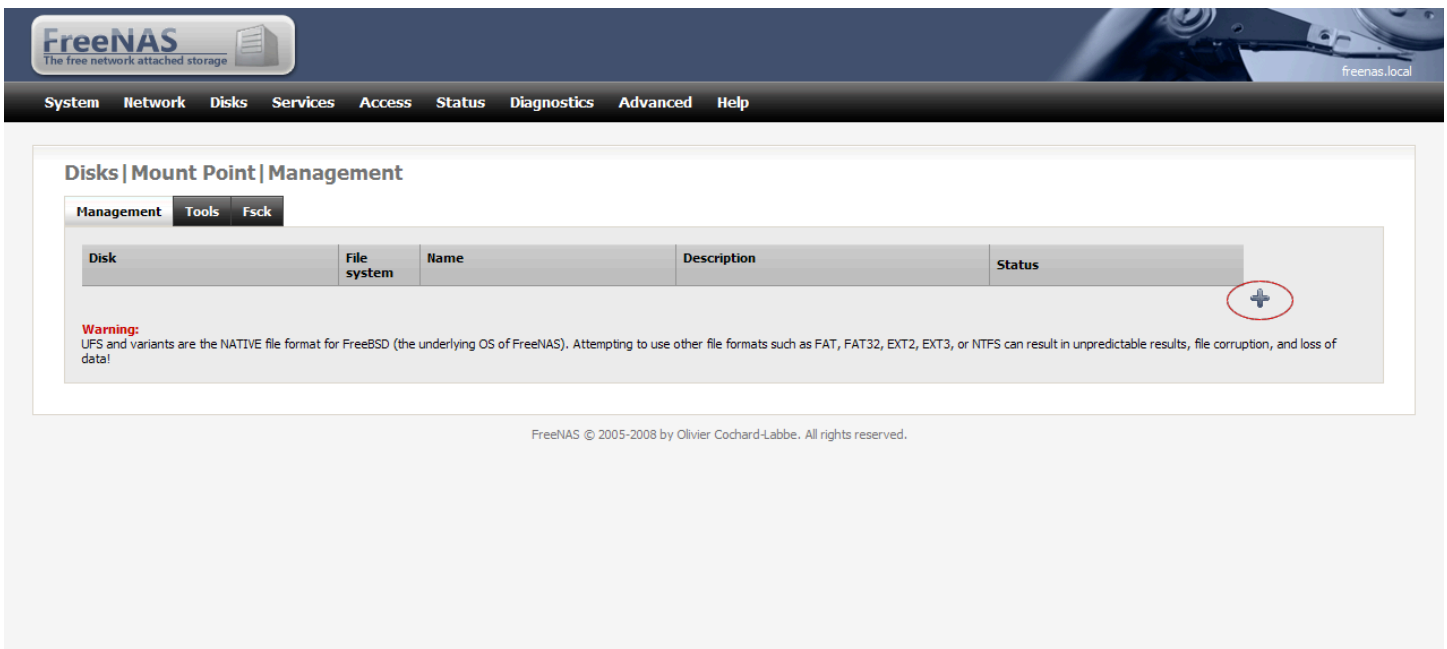 FreeNAS
The free network attached storage
freenas.local
System Network Disks Services Access Status Diagnostics Advanced Help
Disks|Mount Point|Management
Management Tools Fsck
Disk File system Name Description Status
Warning:
UFS and variants are the NATIVE file format for FreeBSD (the underlying OS of FreeNAS). Attempting to use other file formats such as FAT, FAT32, EXT2, EXT3, or NTFS can result in unpredictable results, file corruption, and loss of
data!
FreeNAS © 2005-2008 by Olivier Cochard-Labbe. All rights reserved.